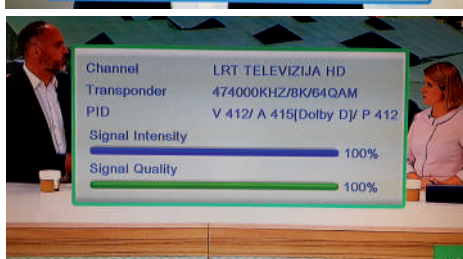 Channel LRT TELEVIZIJA HD
Transponder 474000KHZ/8K/64QAM
PID V 412/ A 415[Dolby D]/ P 412
Signal Intensity
100%
Signal Quality
100%